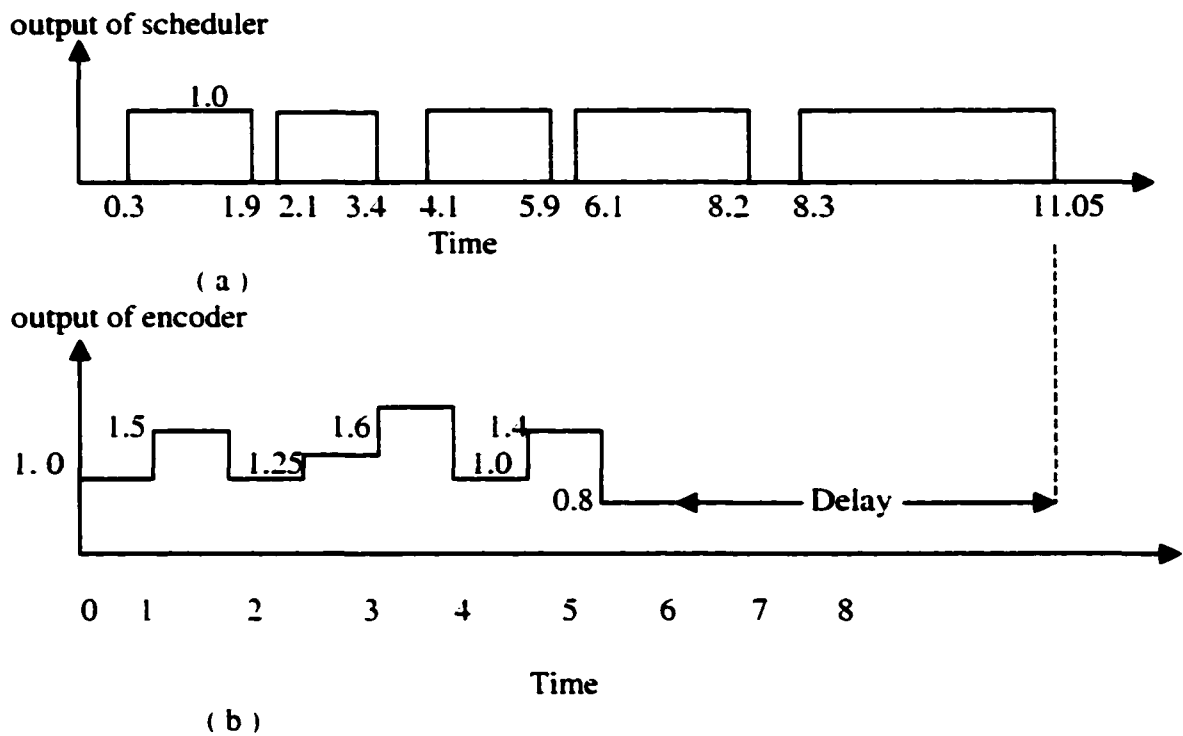 output of scheduler
1.0
0.3 1.9 2.1 3.4 4.1 5.9 6.1 8.2 8.3 11.05
Time
( a )
output of encoder
1.5 1.6 1.4
1. 0 1.25 1.0
0.8 Delay
0 1 2 3 4 5 6 7 8
Time
( b )